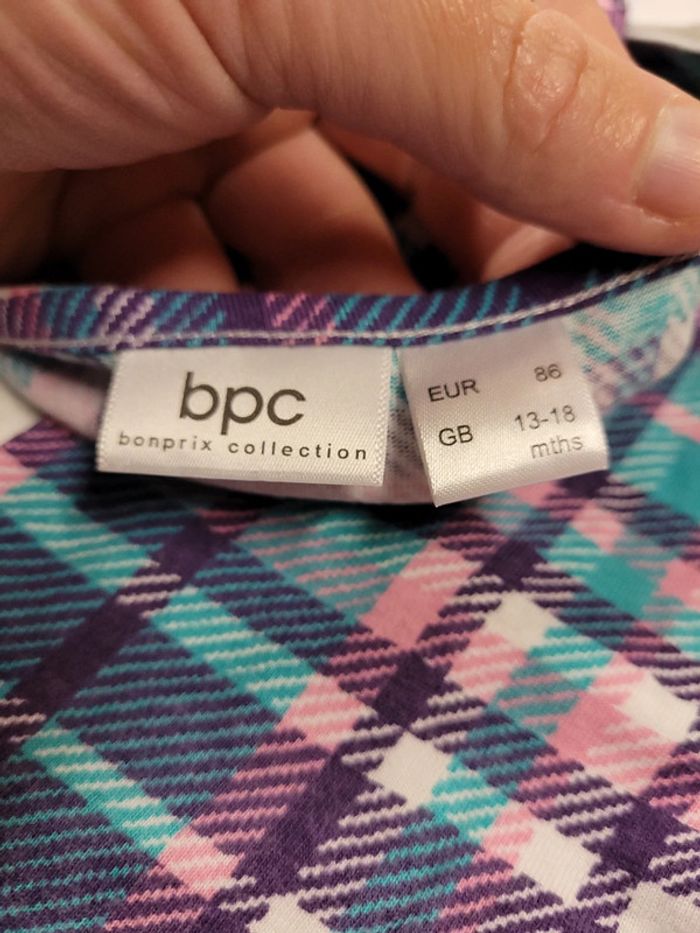 bpc
bonprix collection
EUR 86
GB 13-18
mths